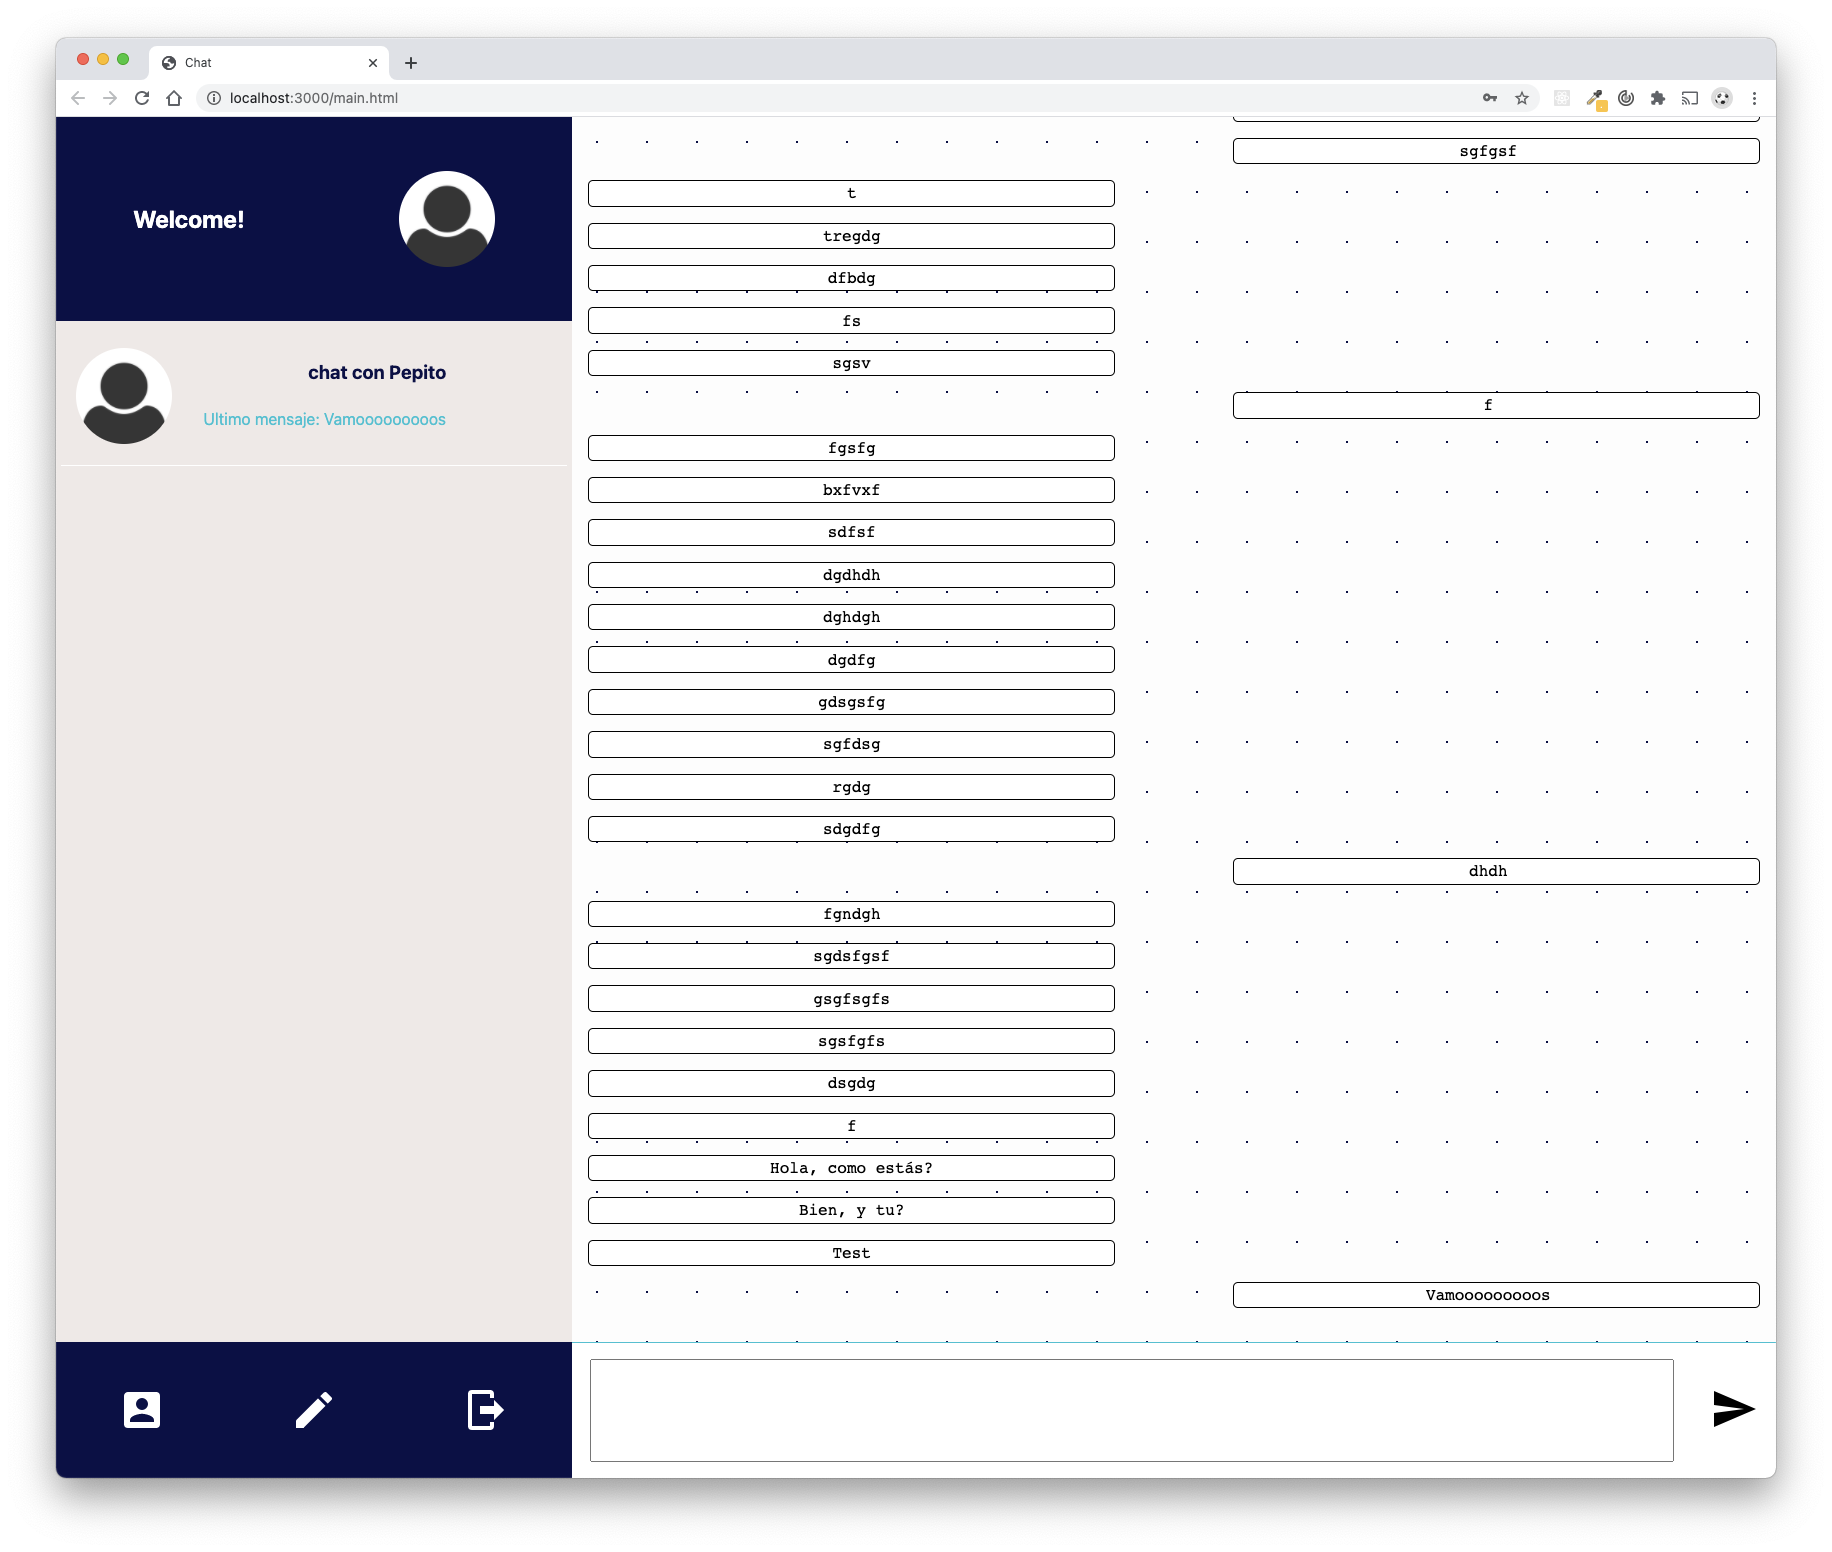 Chat
localhost:3000/main.html
Welcome!
chat con Pepito
Ultimo mensaje: Vamooooooooos
sgfgsf
t
tregdg
dfbdg
fs
sgsv
f
fgsfg
bxfvxf
sdfsf
dgdhdh
dghdgh
dgdfg
gdsgsfg
sgfdsg
rgdg
sdgdfg
dhdh
fgndgh
sgdsfgsf
gsgfsgfs
sgsfgfs
dsgdg
f
Hola, como estás?
Bien, y tu?
Test
Vamooooooooos